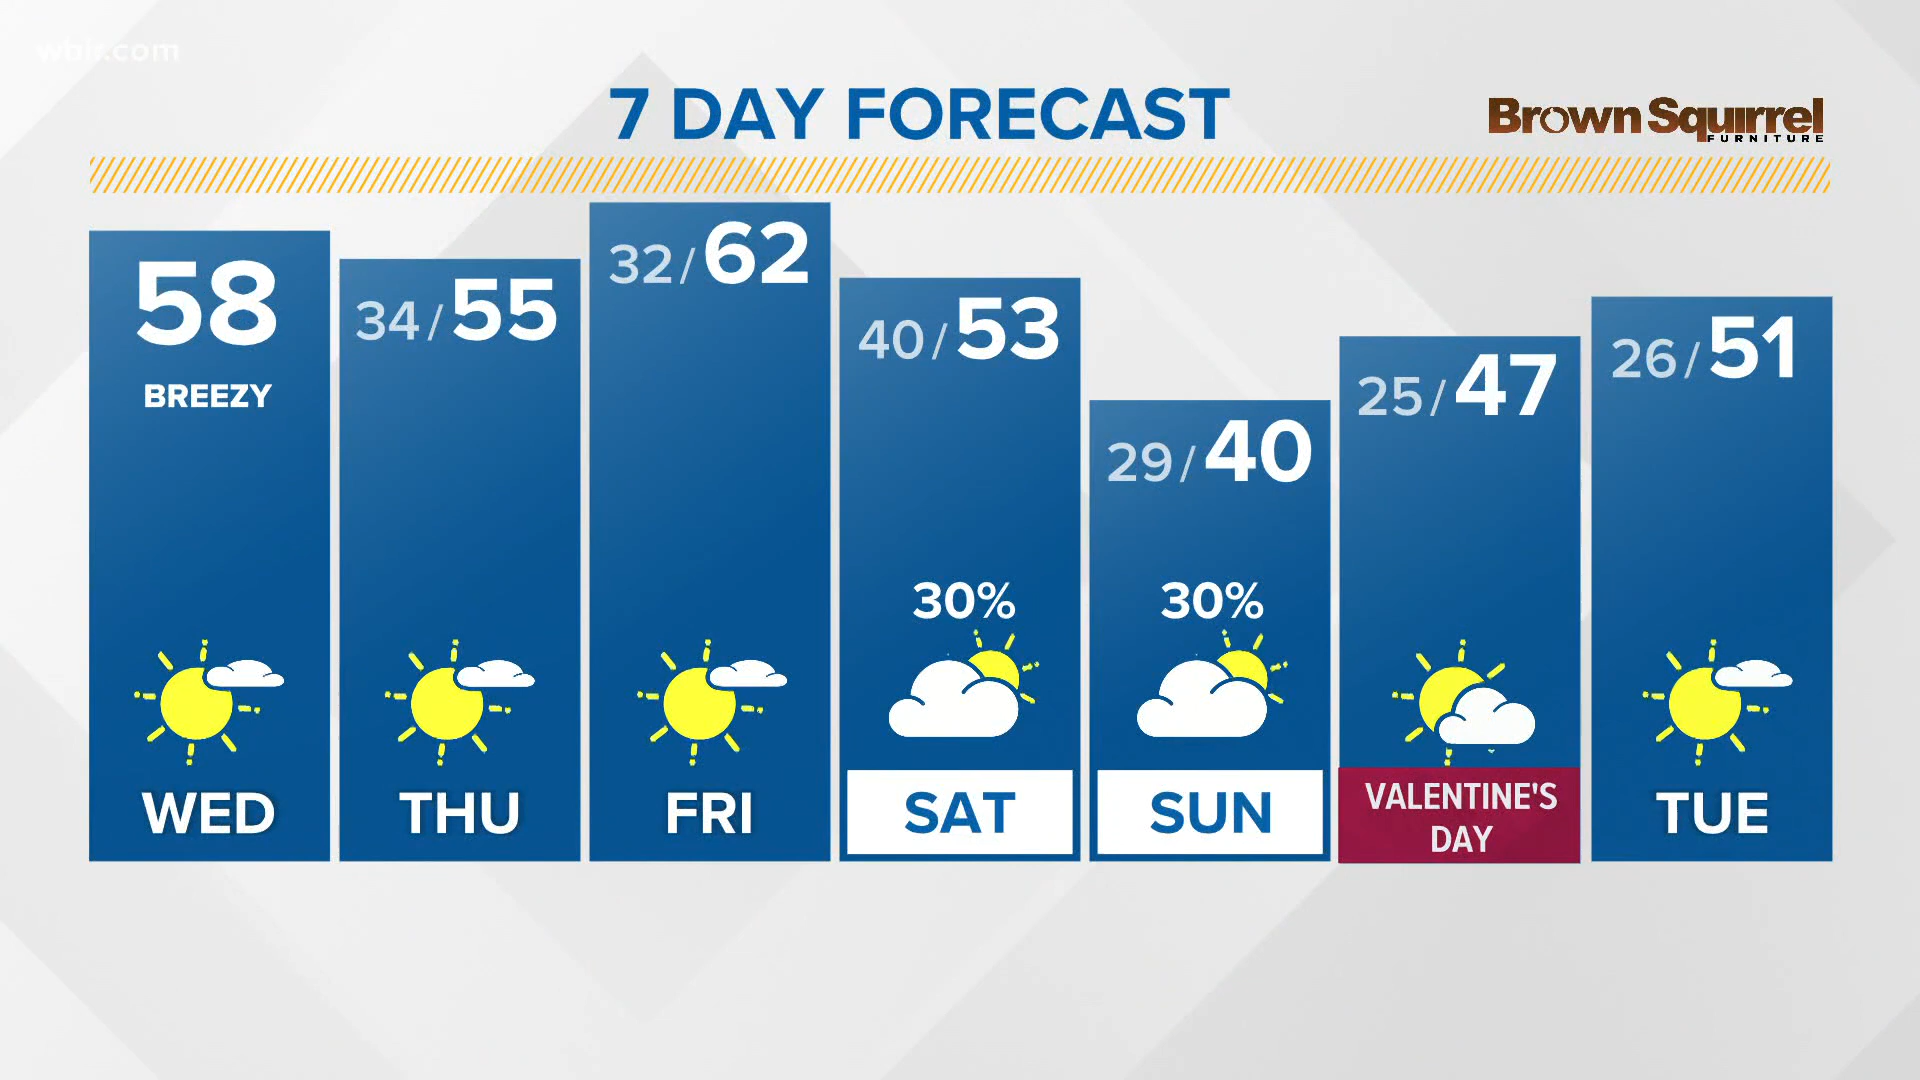 wbir.com
7 DAY FORECAST
Brown Squirrel
FURNITURE
58
BREEZY
WED
34/55
THU
32/62
FRI
40/53
30%
SAT
29/40
30%
SUN
25/47
VALENTINE'S
DAY
26/51
TUE